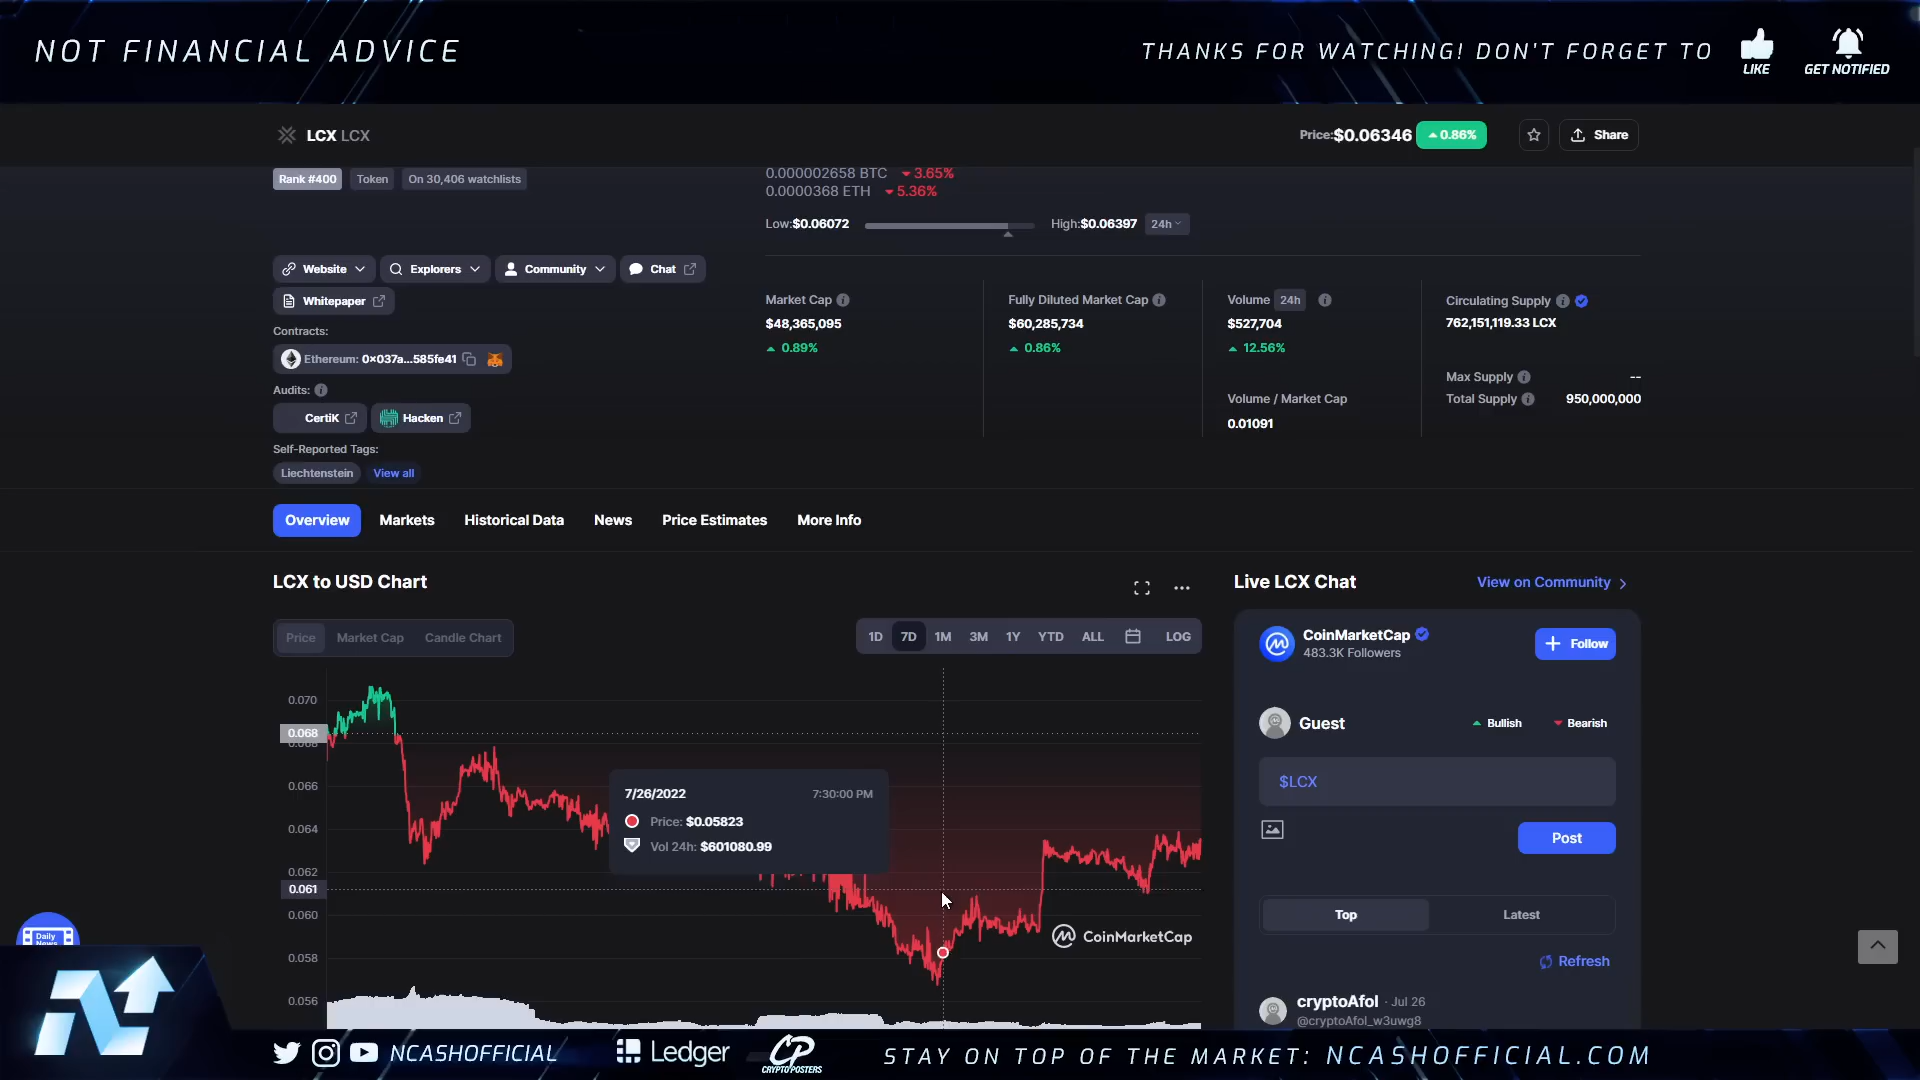 NOT FINANCIAL ADVICE
THANKS FOR WATCHING! DON'T FORGET TO
LIKE
GET NOTIFIED
LCX LCX
Price:$0.06346
0.86%
Share
Rank #400
Token
On 30,406 watchlists
0.000002658 BTC 3.65%
0.0000368 ETH 5.36%
Low:$0.06072
High:$0.06397
24h
Website
Explorers
Community
Chat
Whitepaper
Contracts:
Ethereum: 0x037a...585fe41
Audits:
CertiK
Hacken
Self-Reported Tags:
Liechtenstein
View all
Market Cap
$48,365,095
0.89%
Fully Diluted Market Cap
$60,285,734
0.86%
Volume 24h
$527,704
12.56%
Volume / Market Cap
0.01091
Circulating Supply
762,151,119.33 LCX
Max Supply --
Total Supply 950,000,000
Overview
Markets
Historical Data
News
Price Estimates
More Info
LCX to USD Chart
Price
Market Cap
Candle Chart
1D 7D 1M 3M 1Y YTD ALL LOG
0.070
0.068
0.068
0.066
0.064
0.062
0.061
0.060
0.058
0.056
7/26/2022 7:30:00 PM
Price: $0.05823
Vol 24h: $601080.99
CoinMarketCap
Live LCX Chat
View on Community
CoinMarketCap
483.3K Followers
Follow
Guest
Bullish
Bearish
$LCX
Post
Top
Latest
Refresh
cryptoAfol · Jul 26
@cryptoAfol_w3uwg8
Daily
News
NCASHOFFICIAL
Ledger
CP
CRYPTO POSTERS
STAY ON TOP OF THE MARKET: NCASHOFFICIAL.COM